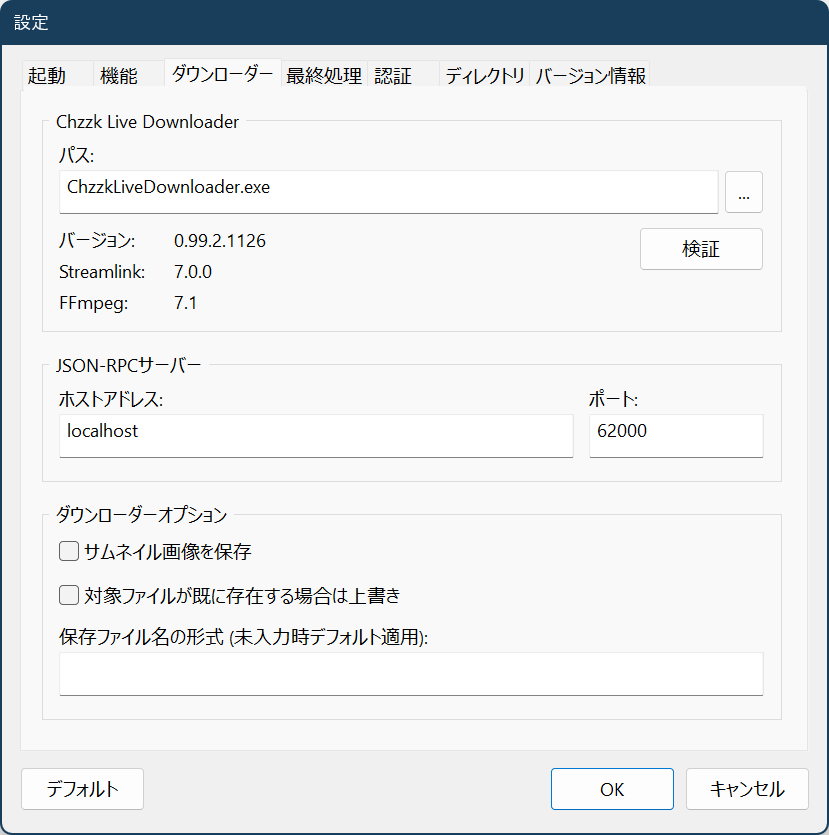 設定
起動 機能 ダウンローダー 最終処理 認証 ディレクトリ バージョン情報
Chzzk Live Downloader
パス:
ChzzkLiveDownloader.exe ...
バージョン: 0.99.2.1126 検証
Streamlink: 7.0.0
FFmpeg: 7.1
JSON-RPCサーバー
ホストアドレス: ポート:
localhost 62000
ダウンローダーオプション
サムネイル画像を保存
対象ファイルが既に存在する場合は上書き
保存ファイル名の形式 (未入力時デフォルト適用):
デフォルト OK キャンセル